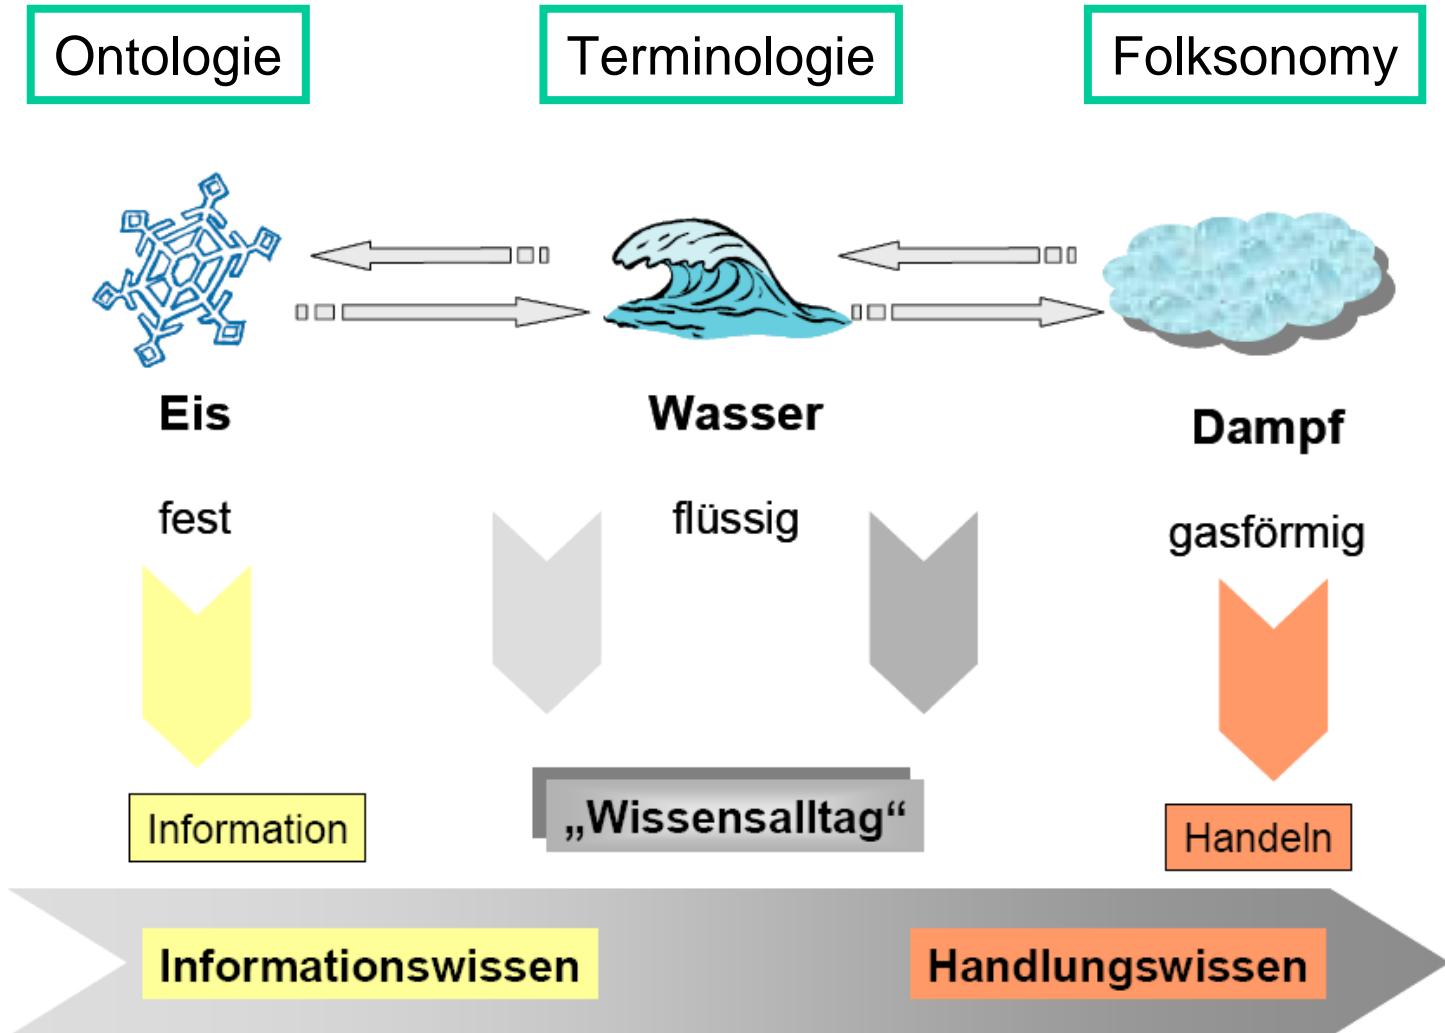 Ontologie
Terminologie
Folksonomy
Eis
Wasser
Dampf
fest
flüssig
gasförmig
Information
„Wissensalltag“
Handeln
Informationswissen
Handlungswissen